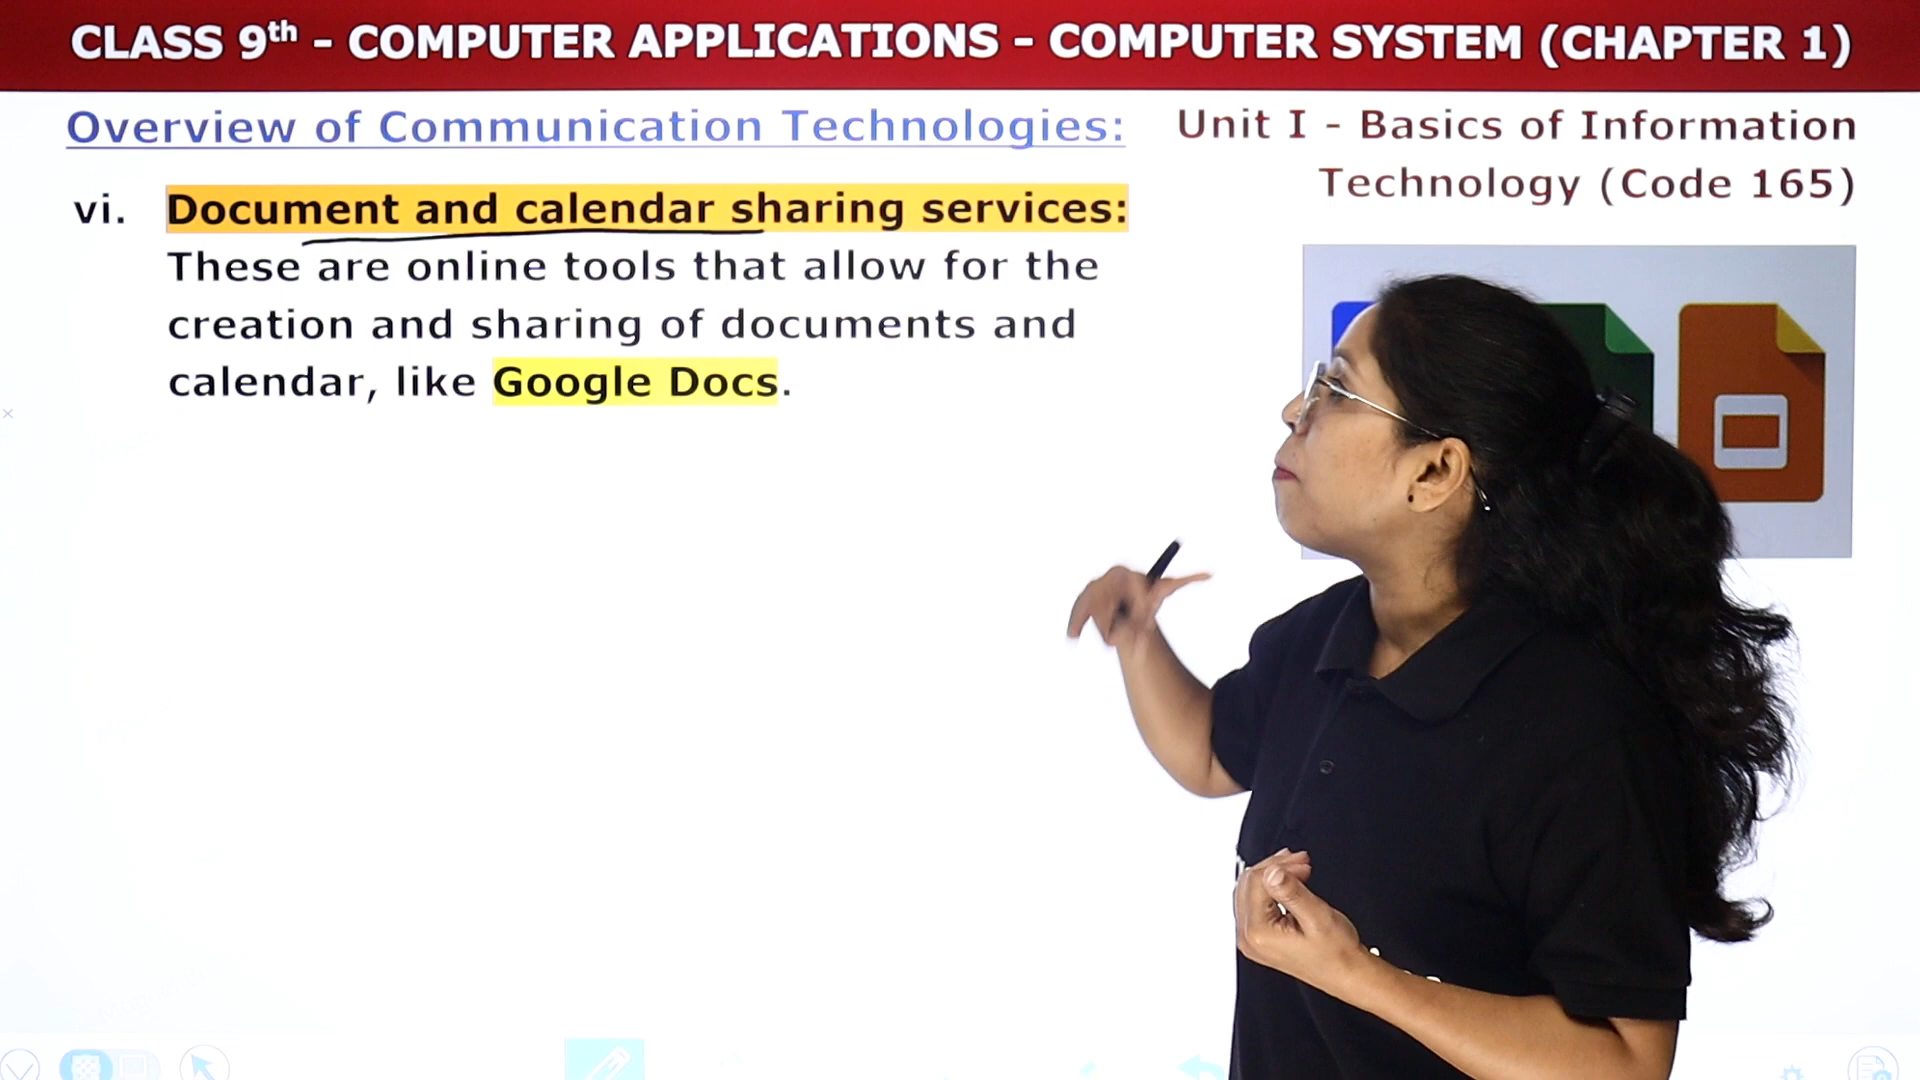 CLASS 9th - COMPUTER APPLICATIONS - COMPUTER SYSTEM (CHAPTER 1)
Overview of Communication Technologies:
Unit I - Basics of Information
Technology (Code 165)
vi. Document and calendar sharing services:
These are online tools that allow for the
creation and sharing of documents and
calendar, like Google Docs.